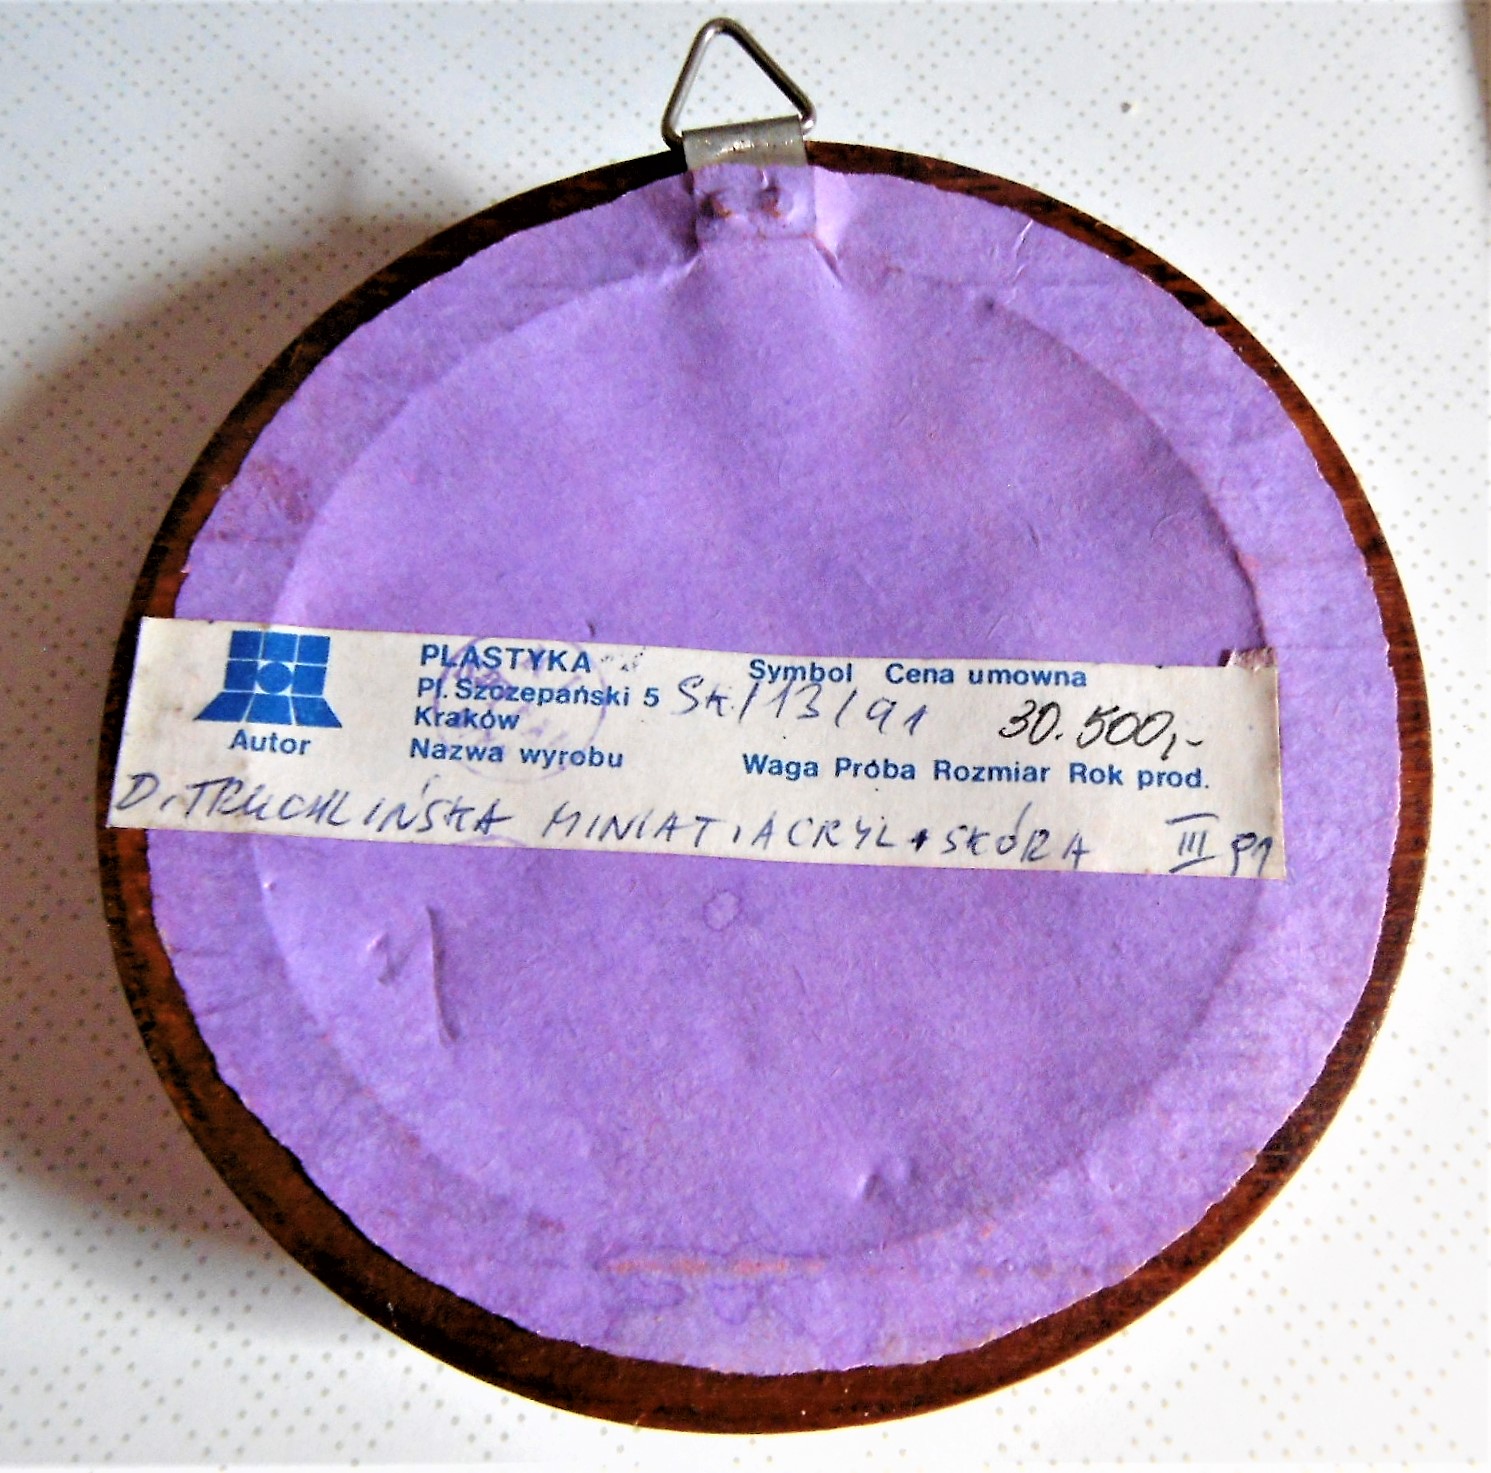 PLASTYKA Symbol Cena umowna
Pl. Szczepański 5 SK/13/91 30.500,-
Kraków
Autor Nazwa wyrobu Waga Próba Rozmiar Rok prod.
D. TRUCHLIŃSKA MINIAT, ACRYL + SKÓRA III 91